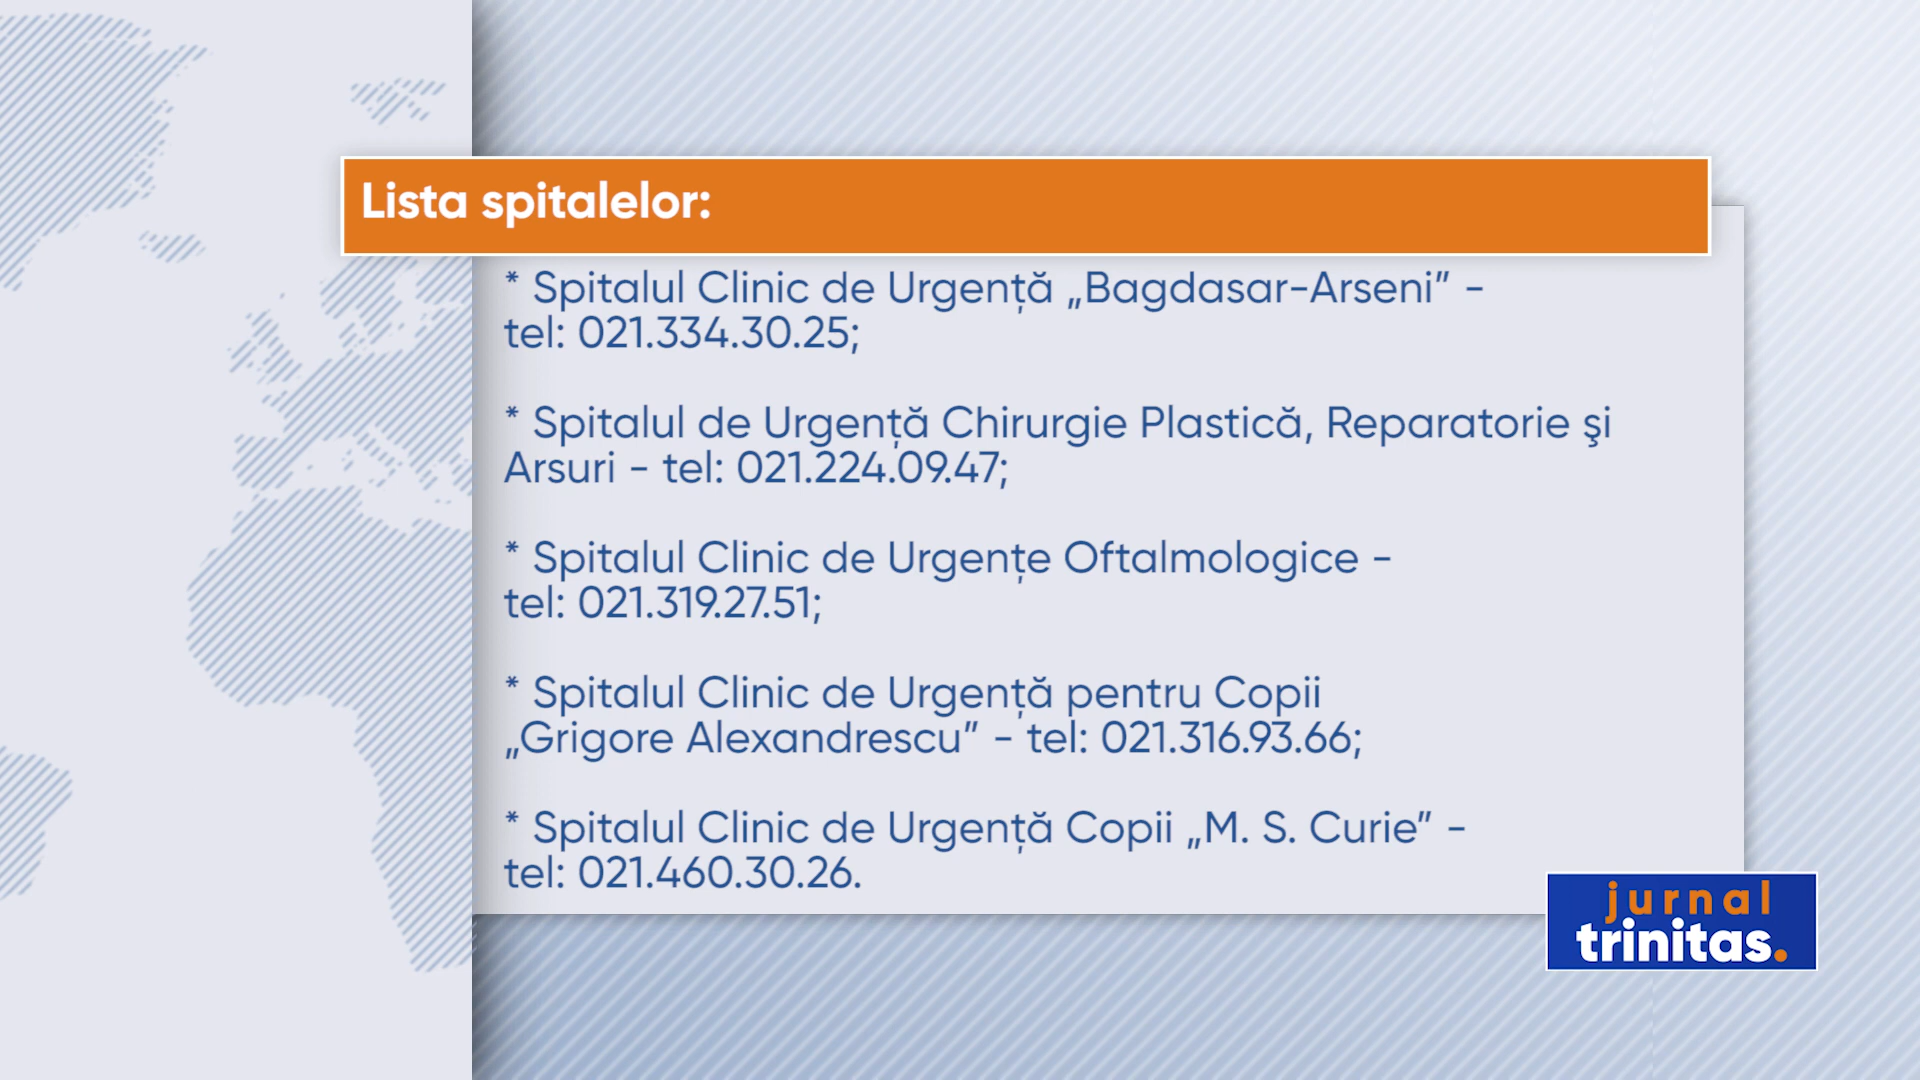 Lista spitalelor:
* Spitalul Clinic de Urgență „Bagdasar-Arseni” -
tel: 021.334.30.25;
* Spitalul de Urgență Chirurgie Plastică, Reparatorie şi
Arsuri - tel: 021.224.09.47;
* Spitalul Clinic de Urgențe Oftalmologice -
tel: 021.319.27.51;
* Spitalul Clinic de Urgență pentru Copii
„Grigore Alexandrescu” - tel: 021.316.93.66;
* Spitalul Clinic de Urgență Copii „M. S. Curie” -
tel: 021.460.30.26.
jurnal
trinitas.